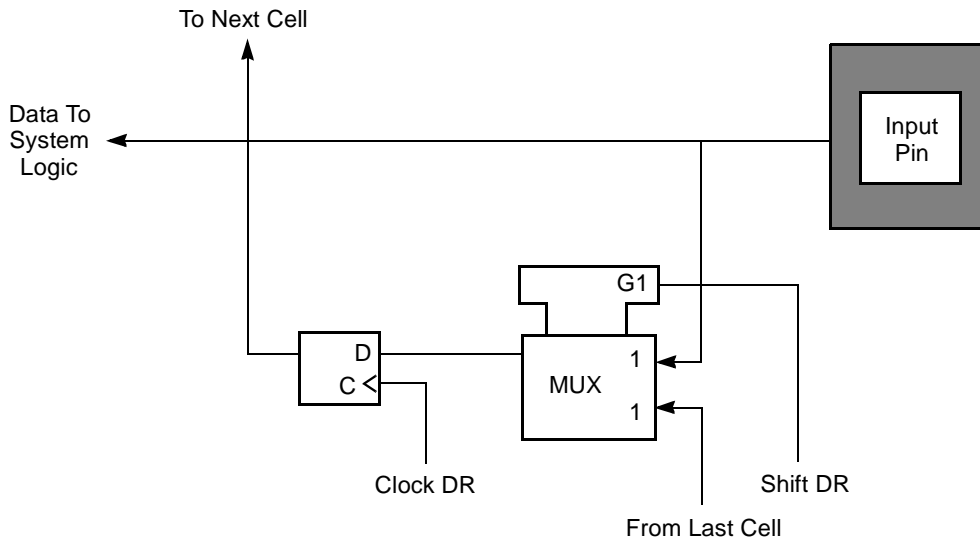 To Next Cell
Data To
System
Logic
Input
Pin
G1
D
C
MUX
1
1
Clock DR
Shift DR
From Last Cell